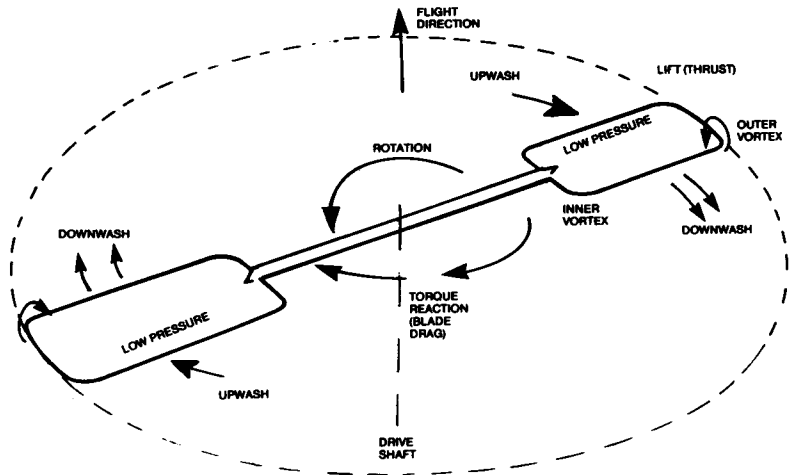 FLIGHT
DIRECTION
LIFT (THRUST)
UPWASH
OUTER
VORTEX
LOW PRESSURE
ROTATION
INNER
VORTEX
DOWNWASH
DOWNWASH
TORQUE
REACTION
(BLADE
DRAG)
LOW PRESSURE
UPWASH
DRIVE
SHAFT